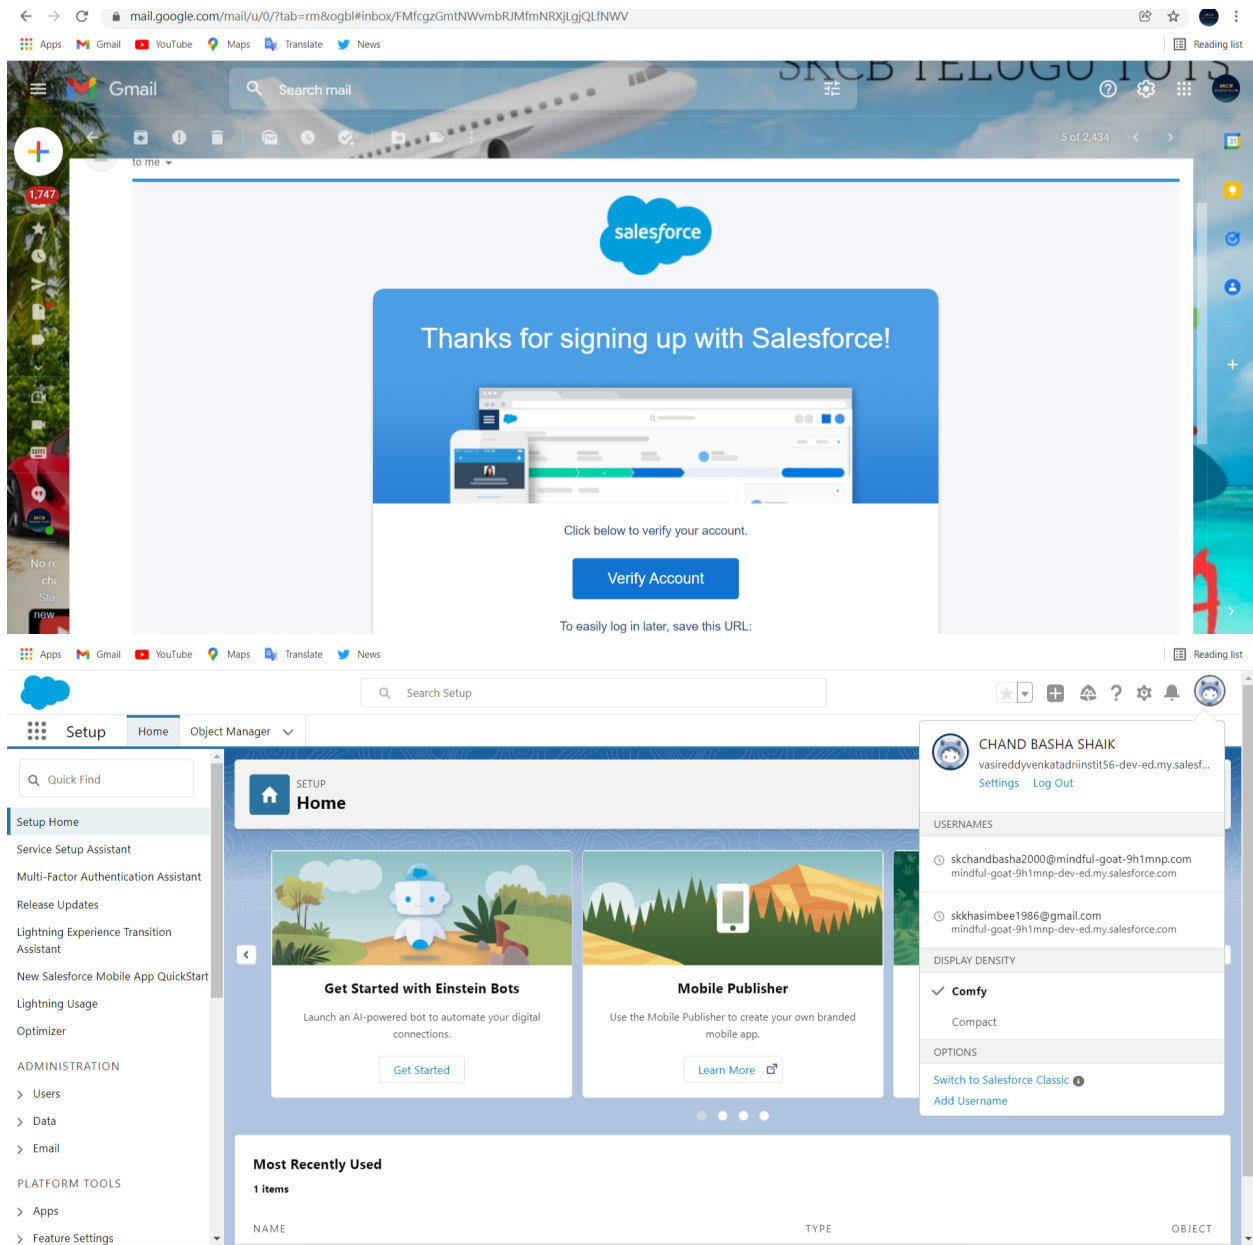 mail.google.com/mail/u/0/?tab=rm&ogbl#inbox/FMfcgzGmtNWvmbRJMfmNRXjLgjQLfNWV
Apps Gmail YouTube Maps Translate News Reading list
SKCB TELUGU TUTS
Gmail Search mail
5 of 2,434
to me
1,747
salesforce
Thanks for signing up with Salesforce!
Click below to verify your account.
Verify Account
To easily log in later, save this URL:
new
Apps Gmail YouTube Maps Translate News Reading list
Search Setup
Setup Home Object Manager
Quick Find
Setup Home
Service Setup Assistant
Multi-Factor Authentication Assistant
Release Updates
Lightning Experience Transition
Assistant
New Salesforce Mobile App QuickStart
Lightning Usage
Optimizer
ADMINISTRATION
Users
Data
Email
PLATFORM TOOLS
Apps
Feature Settings
SETUP
Home
Get Started with Einstein Bots
Launch an AI-powered bot to automate your digital
connections.
Get Started
Mobile Publisher
Use the Mobile Publisher to create your own branded
mobile app.
Learn More
Most Recently Used
1 items
NAME TYPE OBJECT
CHAND BASHA SHAIK
vasireddyvenkatadriinstit56-dev-ed.my.salesf...
Settings Log Out
USERNAMES
skchandbasha2000@mindful-goat-9h1mnp.com
mindful-goat-9h1mnp-dev-ed.my.salesforce.com
skkhasimbee1986@gmail.com
mindful-goat-9h1mnp-dev-ed.my.salesforce.com
DISPLAY DENSITY
Comfy
Compact
OPTIONS
Switch to Salesforce Classic
Add Username